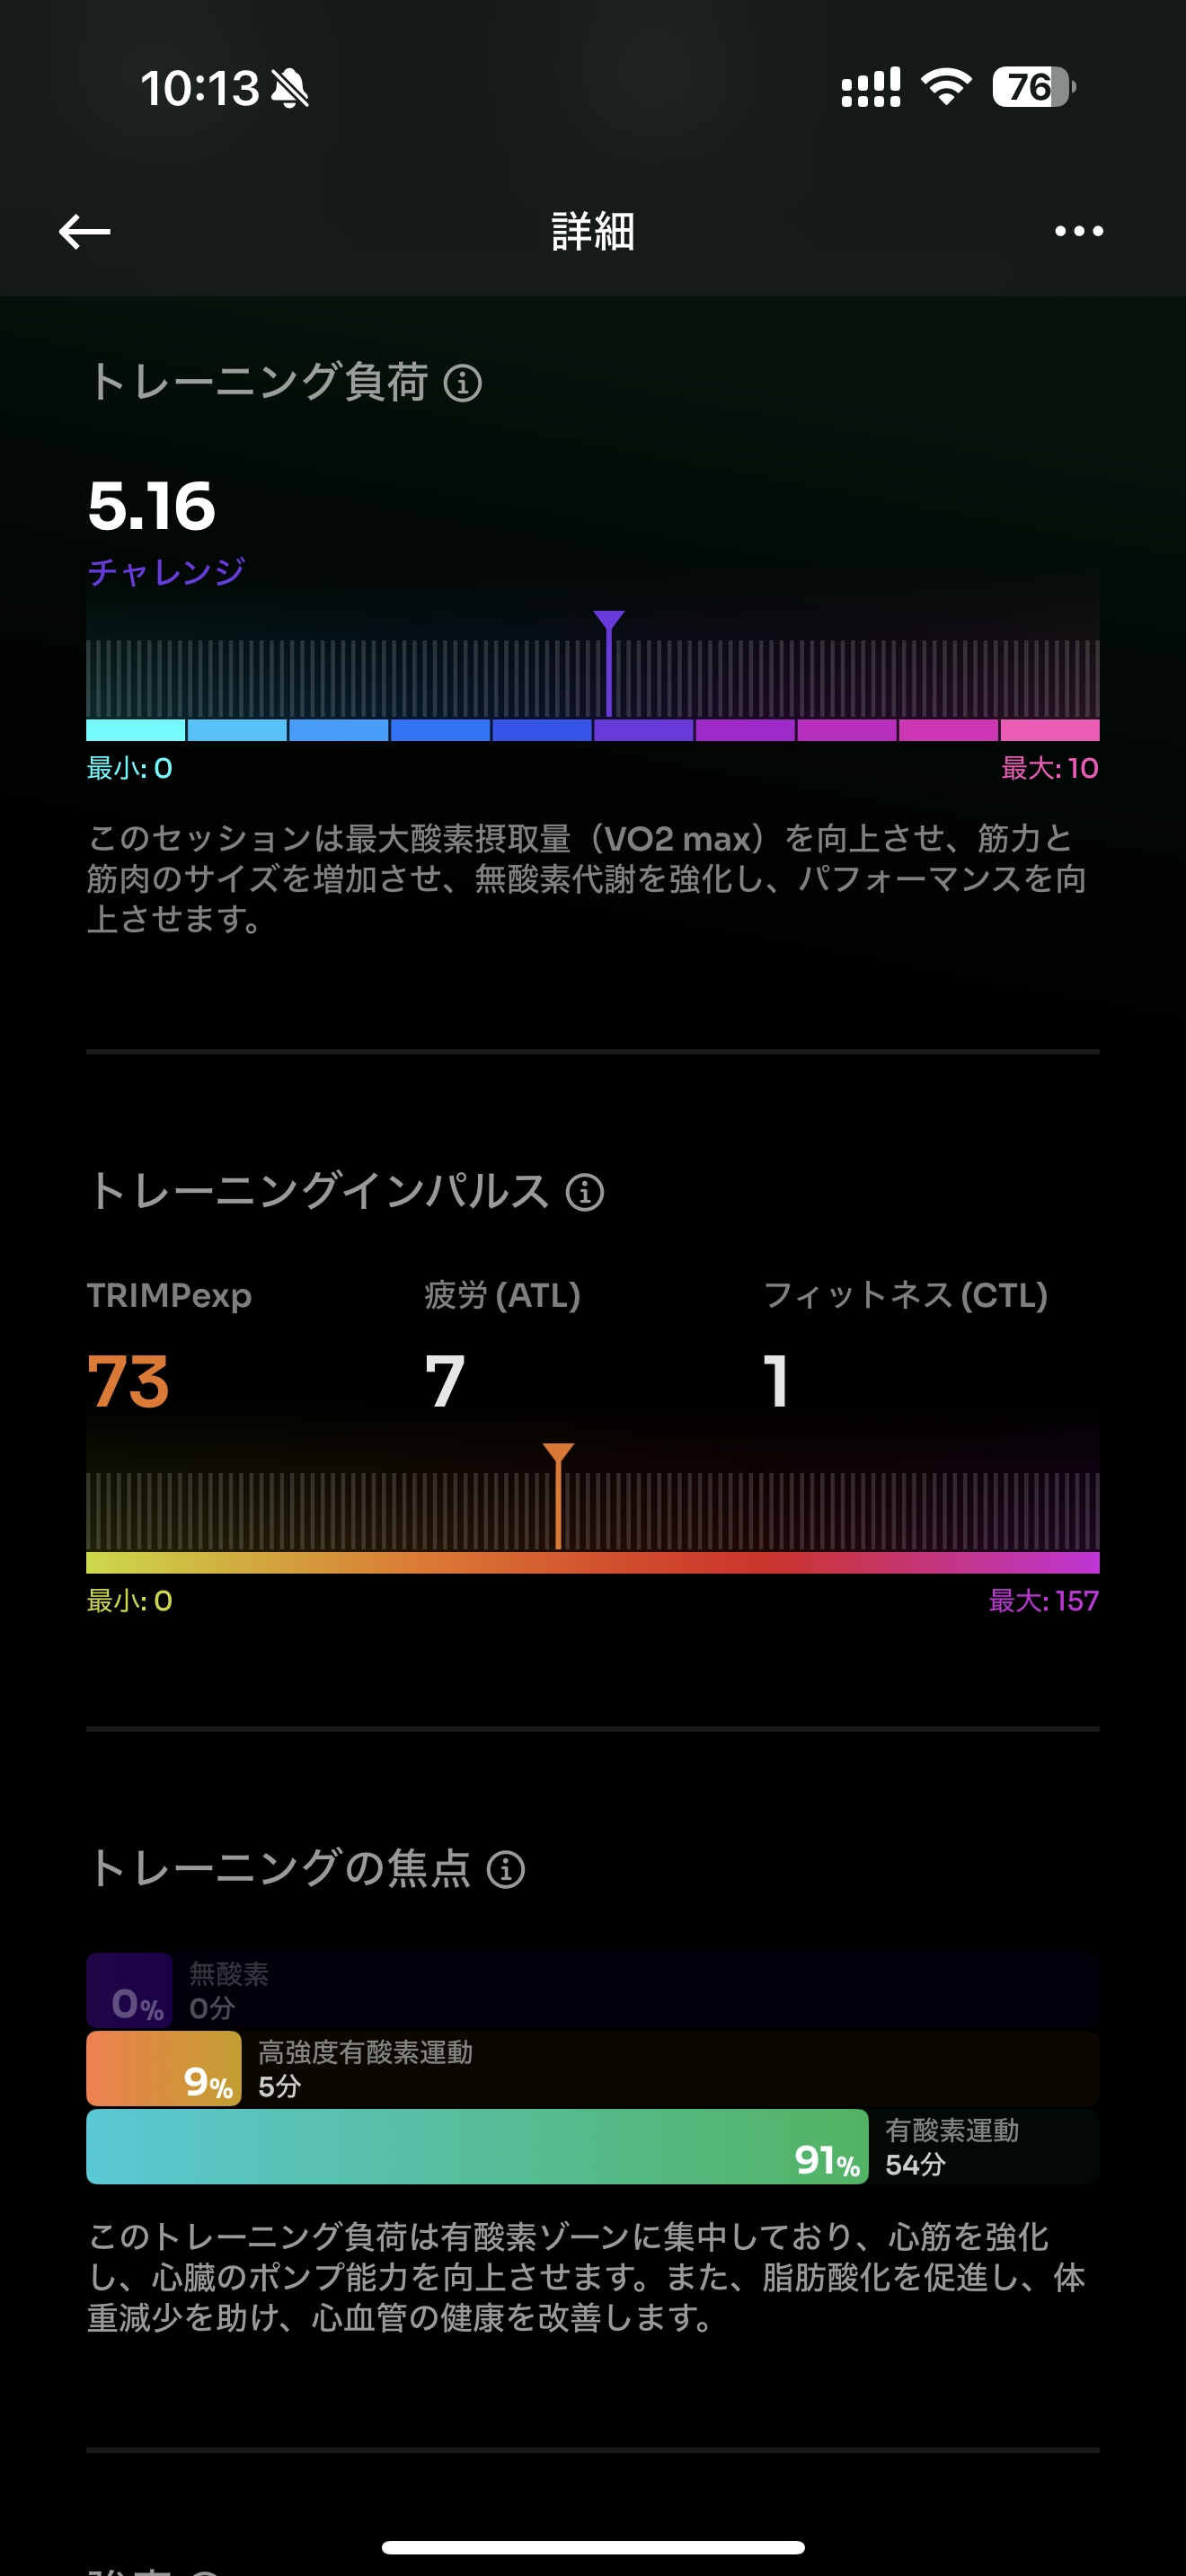 10:13
76
詳細
トレーニング負荷
5.16
チャレンジ
最小: 0
最大: 10
このセッションは最大酸素摂取量（VO2 max）を向上させ、筋力と
筋肉のサイズを増加させ、無酸素代謝を強化し、パフォーマンスを向
上させます。
トレーニングインパルス
TRIMPexp
疲労 (ATL)
フィットネス (CTL)
73
7
1
最小: 0
最大: 157
トレーニングの焦点
0%
無酸素
0分
9%
高強度有酸素運動
5分
91%
有酸素運動
54分
このトレーニング負荷は有酸素ゾーンに集中しており、心筋を強化
し、心臓のポンプ能力を向上させます。また、脂肪酸化を促進し、体
重減少を助け、心血管の健康を改善します。